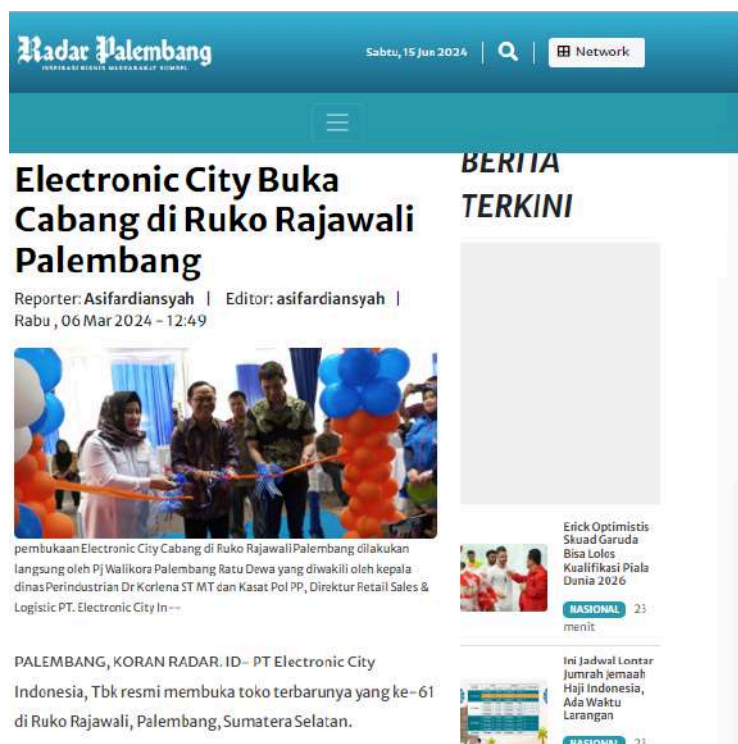 Radar Palembang
INSPIRASI BISNIS MASYARAKAT SUMSEL
Sabtu, 15 Jun 2024
Network
Electronic City Buka
Cabang di Ruko Rajawali
Palembang
Reporter: Asifardiansyah | Editor: asifardiansyah |
Rabu , 06 Mar 2024 - 12:49
pembukaan Electronic City Cabang di Ruko Rajawali Palembang dilakukan
langsung oleh Pj Walikora Palembang Ratu Dewa yang diwakili oleh kepala
dinas Perindustrian Dr Korlena ST MT dan Kasat Pol PP, Direktur Retail Sales &
Logistic PT. Electronic City In--
PALEMBANG, KORAN RADAR. ID- PT Electronic City
Indonesia, Tbk resmi membuka toko terbarunya yang ke-61
di Ruko Rajawali, Palembang, Sumatera Selatan.
BERITA
TERKINI
Erick Optimistis
Skuad Garuda
Bisa Lolos
Kualifikasi Piala
Dunia 2026
NASIONAL 23
menit
Ini Jadwal Lontar
Jumrah Jemaah
Haji Indonesia,
Ada Waktu
Larangan
NASIONAL 23